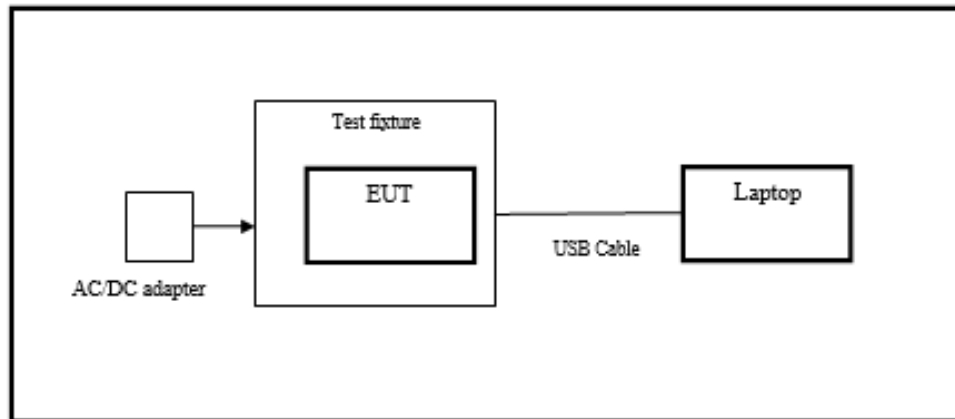 Test fixture
EUT
Laptop
USB Cable
AC/DC adapter